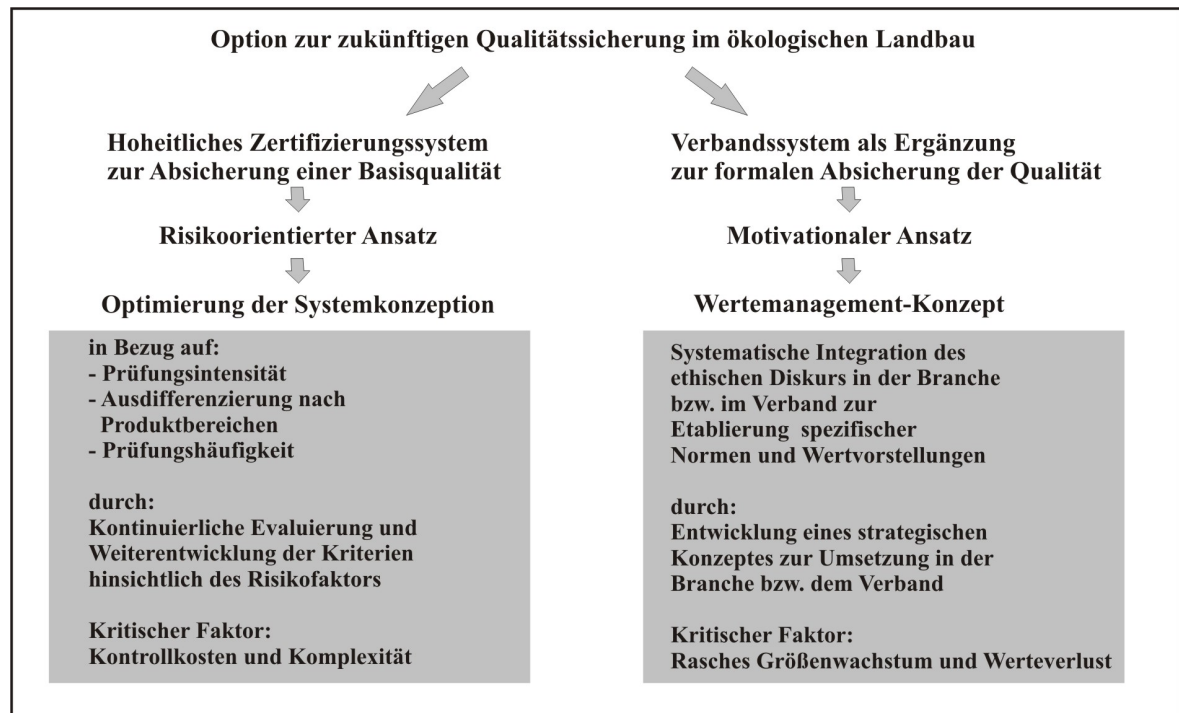 Option zur zukünftigen Qualitätssicherung im ökologischen Landbau
Hoheitliches Zertifizierungssystem
zur Absicherung einer Basisqualität
Risikoorientierter Ansatz
Optimierung der Systemkonzeption
in Bezug auf:
- Prüfungsintensität
- Ausdifferenzierung nach
Produktbereichen
- Prüfungshäufigkeit
durch:
Kontinuierliche Evaluierung und
Weiterentwicklung der Kriterien
hinsichtlich des Risikofaktors
Kritischer Faktor:
Kontrollkosten und Komplexität
Verbandssystem als Ergänzung
zur formalen Absicherung der Qualität
Motivationaler Ansatz
Wertemanagement-Konzept
Systematische Integration des
ethischen Diskurs in der Branche
bzw. im Verband zur
Etablierung spezifischer
Normen und Wertvorstellungen
durch:
Entwicklung eines strategischen
Konzeptes zur Umsetzung in der
Branche bzw. dem Verband
Kritischer Faktor:
Rasches Größenwachstum und Werteverlust